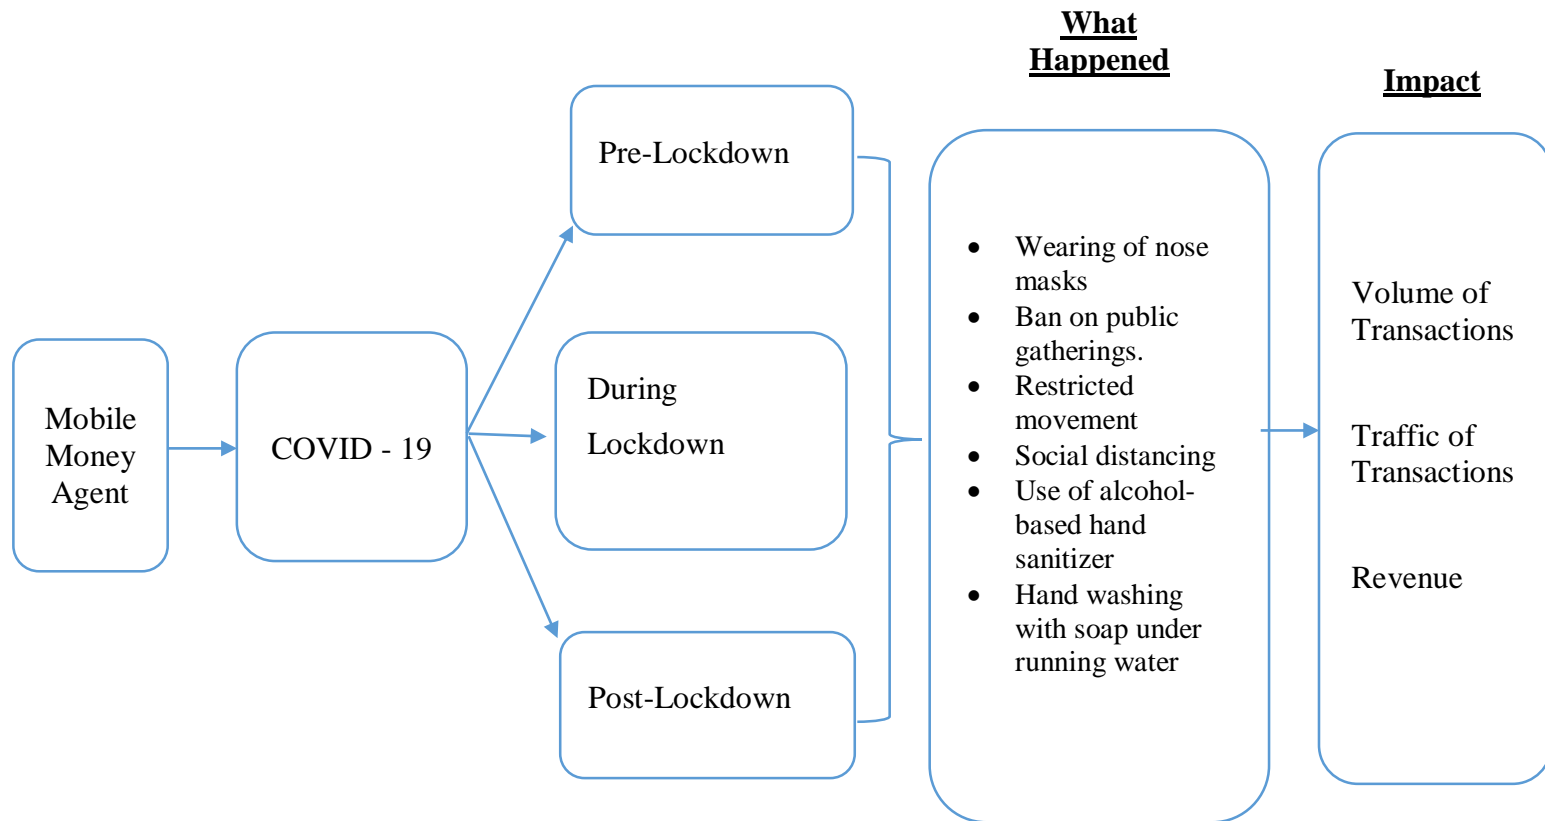 What
Happened
Impact
Pre-Lockdown
During
Lockdown
Post-Lockdown
Mobile
Money
Agent
COVID - 19
• Wearing of nose
masks
• Ban on public
gatherings.
• Restricted
movement
• Social distancing
• Use of alcohol-
based hand
sanitizer
• Hand washing
with soap under
running water
Volume of
Transactions
Traffic of
Transactions
Revenue